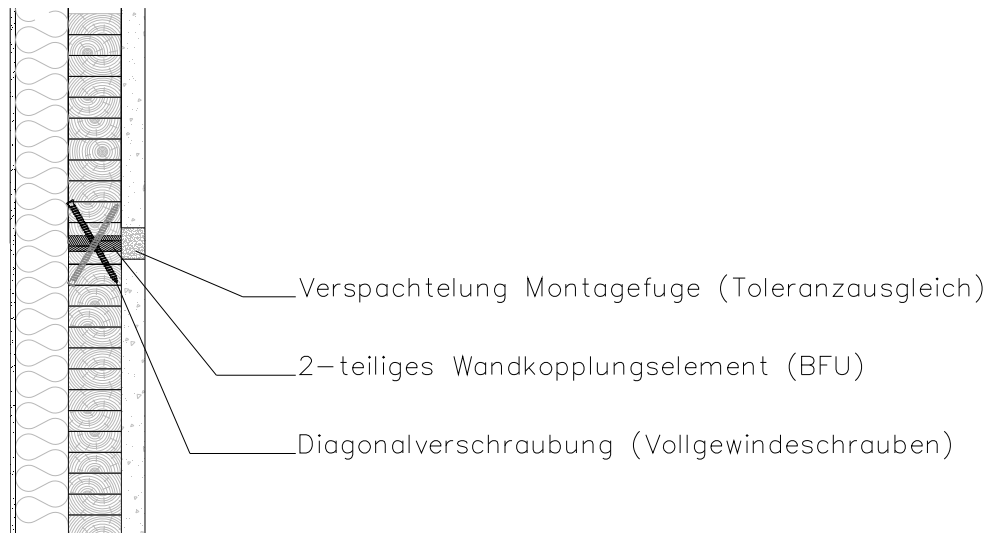 Verspachtelung Montagefuge (Toleranzausgleich)
2-teiliges Wandkopplungselement (BFU)
Diagonalverschraubung (Vollgewindeschrauben)